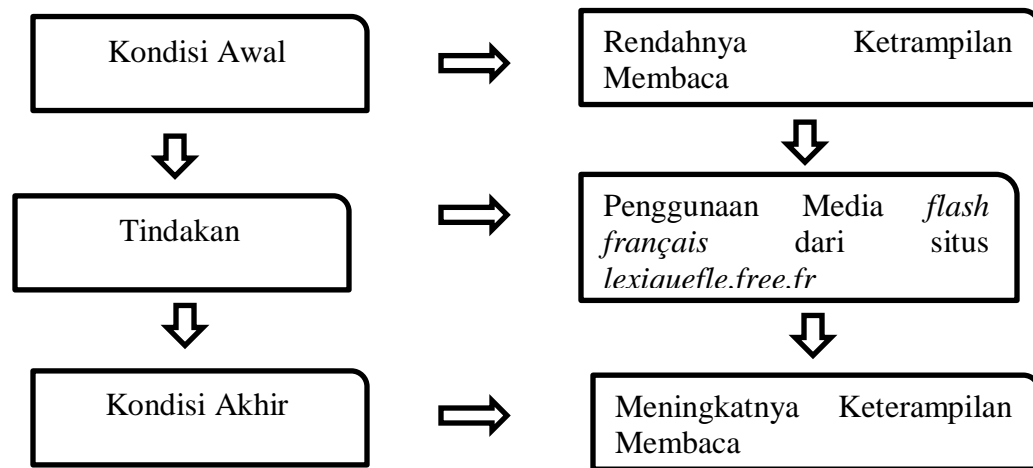 Kondisi Awal
Rendahnya Ketrampilan
Membaca
Tindakan
Penggunaan Media flash
français dari situs
lexiquefle.free.fr
Kondisi Akhir
Meningkatnya Keterampilan
Membaca